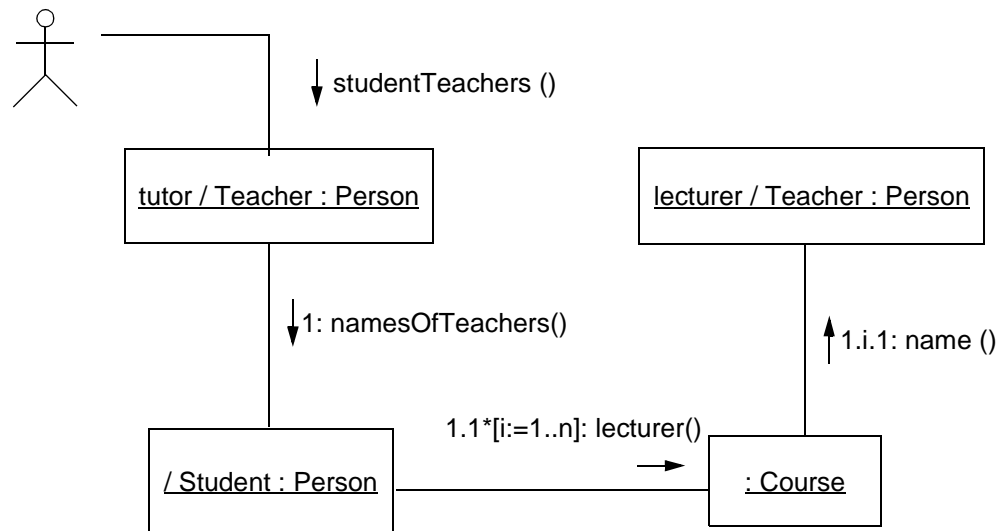 studentTeachers ()
tutor / Teacher : Person
lecturer / Teacher : Person
1: namesOfTeachers()
1.i.1: name ()
1.1*[i:=1..n]: lecturer()
/ Student : Person
: Course